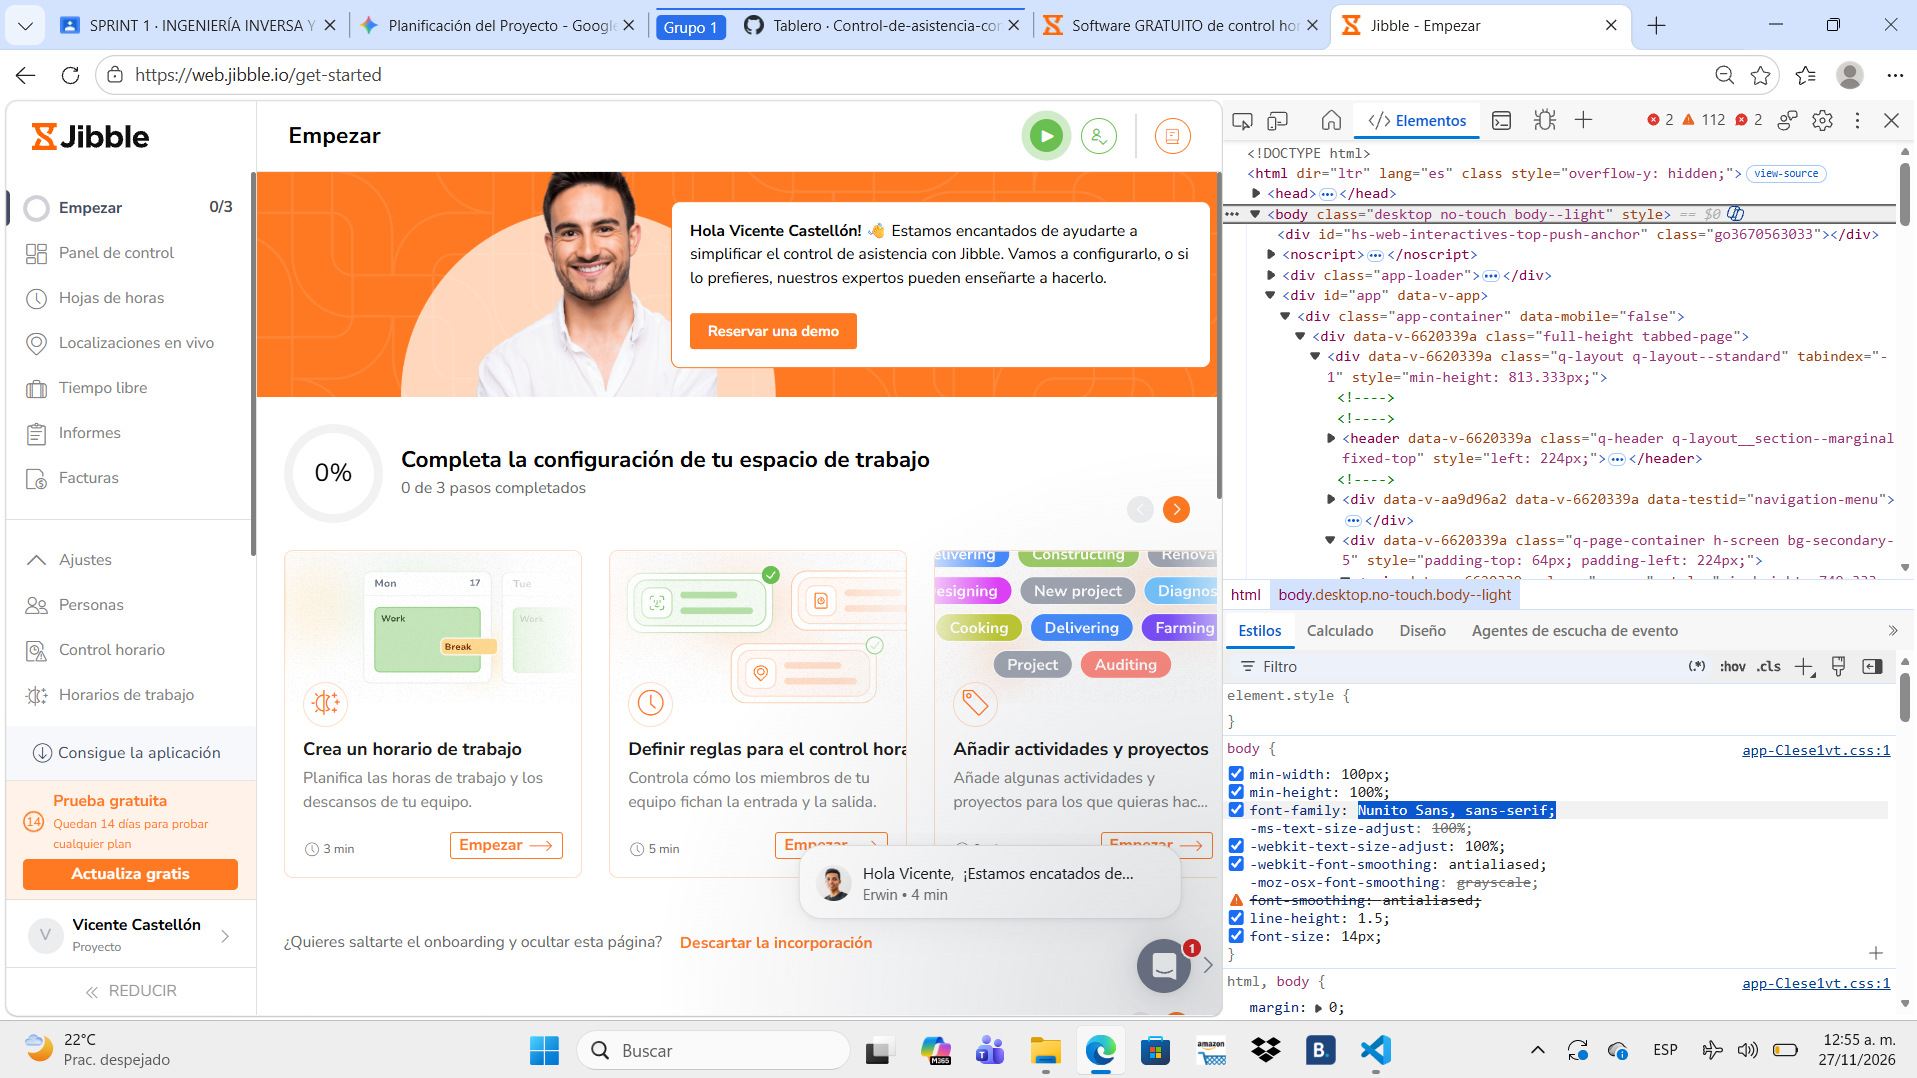 SPRINT 1 · INGENIERÍA INVERSA Y
Planificación del Proyecto - Google
Grupo 1
Tablero · Control-de-asistencia-con
Software GRATUITO de control hor
Jibble - Empezar
https://web.jibble.io/get-started
Jibble
Empezar
0/3
Panel de control
Hojas de horas
Localizaciones en vivo
Tiempo libre
Informes
Facturas
Ajustes
Personas
Control horario
Horarios de trabajo
Consigue la aplicación
Prueba gratuita
14
Quedan 14 días para probar
cualquier plan
Actualiza gratis
V
Vicente Castellón
Proyecto
REDUCIR
Empezar
Hola Vicente Castellón! 👋 Estamos encantados de ayudarte a
simplificar el control de asistencia con Jibble. Vamos a configurarlo, o si
lo prefieres, nuestros expertos pueden enseñarte a hacerlo.
Reservar una demo
0%
Completa la configuración de tu espacio de trabajo
0 de 3 pasos completados
Mon 17 Tue
Work Work
Break
Crea un horario de trabajo
Planifica las horas de trabajo y los
descansos de tu equipo.
3 min
Empezar
Definir reglas para el control hora
Controla cómo los miembros de tu
equipo fichan la entrada y la salida.
5 min
Empezar
elivering Constructing Renova
esigning New project Diagnos
Cooking Delivering Farming
Project Auditing
Añadir actividades y proyectos
Añade algunas actividades y
proyectos para los que quieras hac...
Empezar
Hola Vicente, ¡Estamos encatados de...
Erwin • 4 min
1
¿Quieres saltarte el onboarding y ocultar esta página? Descartar la incorporación
</> Elementos
2 112 2
<!DOCTYPE html>
<html dir="ltr" lang="es" class style="overflow-y: hidden;"> view-source
<head> ••• </head>
••• <body class="desktop no-touch body--light" style> == $0
<div id="hs-web-interactives-top-push-anchor" class="go3670563033"></div>
<noscript> ••• </noscript>
<div class="app-loader"> ••• </div>
<div id="app" data-v-app>
<div class="app-container" data-mobile="false">
<div data-v-6620339a class="full-height tabbed-page">
<div data-v-6620339a class="q-layout q-layout--standard" tabindex="-
1" style="min-height: 813.333px;">
<!---->
<!---->
<header data-v-6620339a class="q-header q-layout__section--marginal
fixed-top" style="left: 224px;"> ••• </header>
<!---->
<div data-v-aa9d96a2 data-v-6620339a data-testid="navigation-menu">
••• </div>
<div data-v-6620339a class="q-page-container h-screen bg-secondary-
5" style="padding-top: 64px; padding-left: 224px;">
html body.desktop.no-touch.body--light
Estilos Calculado Diseño Agentes de escucha de evento
Filtro
:hov .cls
element.style {
}
body {
app-Clese1vt.css:1
min-width: 100px;
min-height: 100%;
font-family: Nunito Sans, sans-serif;
-ms-text-size-adjust: 100%;
-webkit-text-size-adjust: 100%;
-webkit-font-smoothing: antialiased;
-moz-osx-font-smoothing: grayscale;
font-smoothing: antialiased;
line-height: 1.5;
font-size: 14px;
}
html, body {
app-Clese1vt.css:1
margin: 0;
22°C
Prac. despejado
Buscar
M365
amazon
B.
ESP
12:55 a. m.
27/11/2026